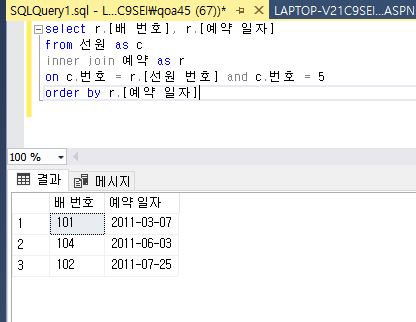 SQLQuery1.sql - L...C9SEI₩qoa45 (67))* LAPTOP-V21C9SEI....ASPN
select r.[배 번호], r.[예약 일자]
from 선원 as c
inner join 예약 as r
on c.번호 = r.[선원 번호] and c.번호 = 5
order by r.[예약 일자]
100 %
결과 메시지
배 번호 예약 일자
1 101 2011-03-07
2 104 2011-06-03
3 102 2011-07-25